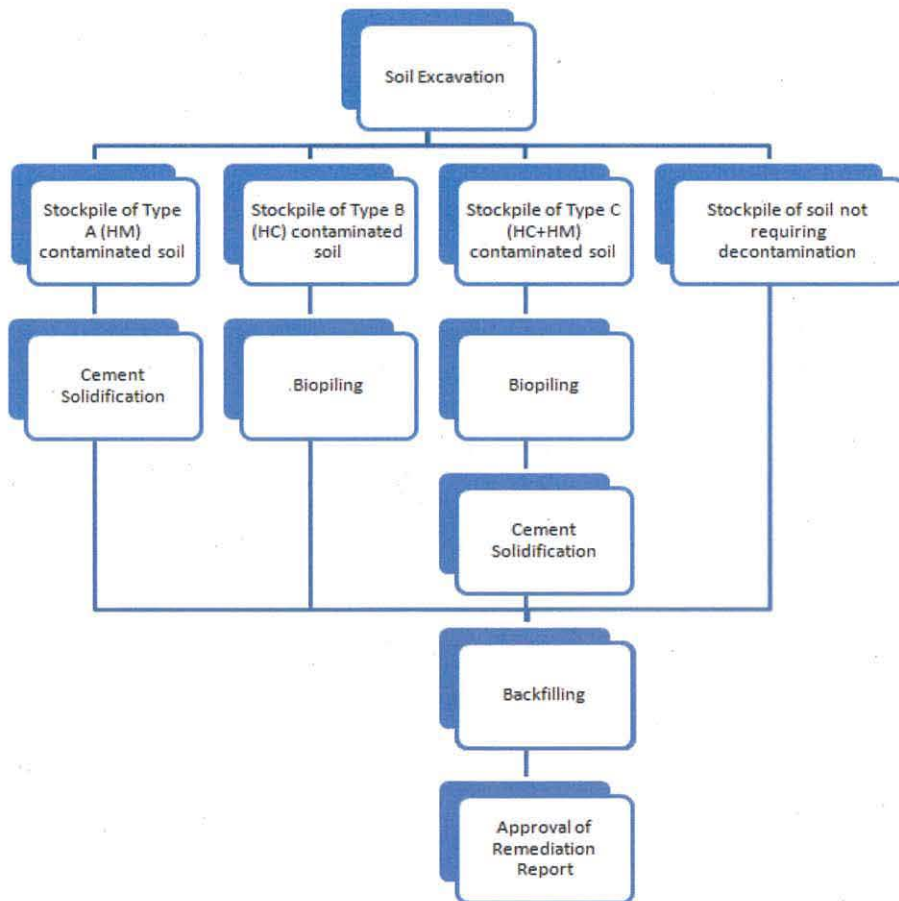 Soil Excavation
Stockpile of Type
A (HM)
contaminated soil
Stockpile of Type B
(HC) contaminated
soil
Stockpile of Type C
(HC+HM)
contaminated soil
Stockpile of soil not
requiring
decontamination
Cement
Solidification
Biopiling
Biopiling
Cement
Solidification
Backfilling
Approval of
Remediation
Report